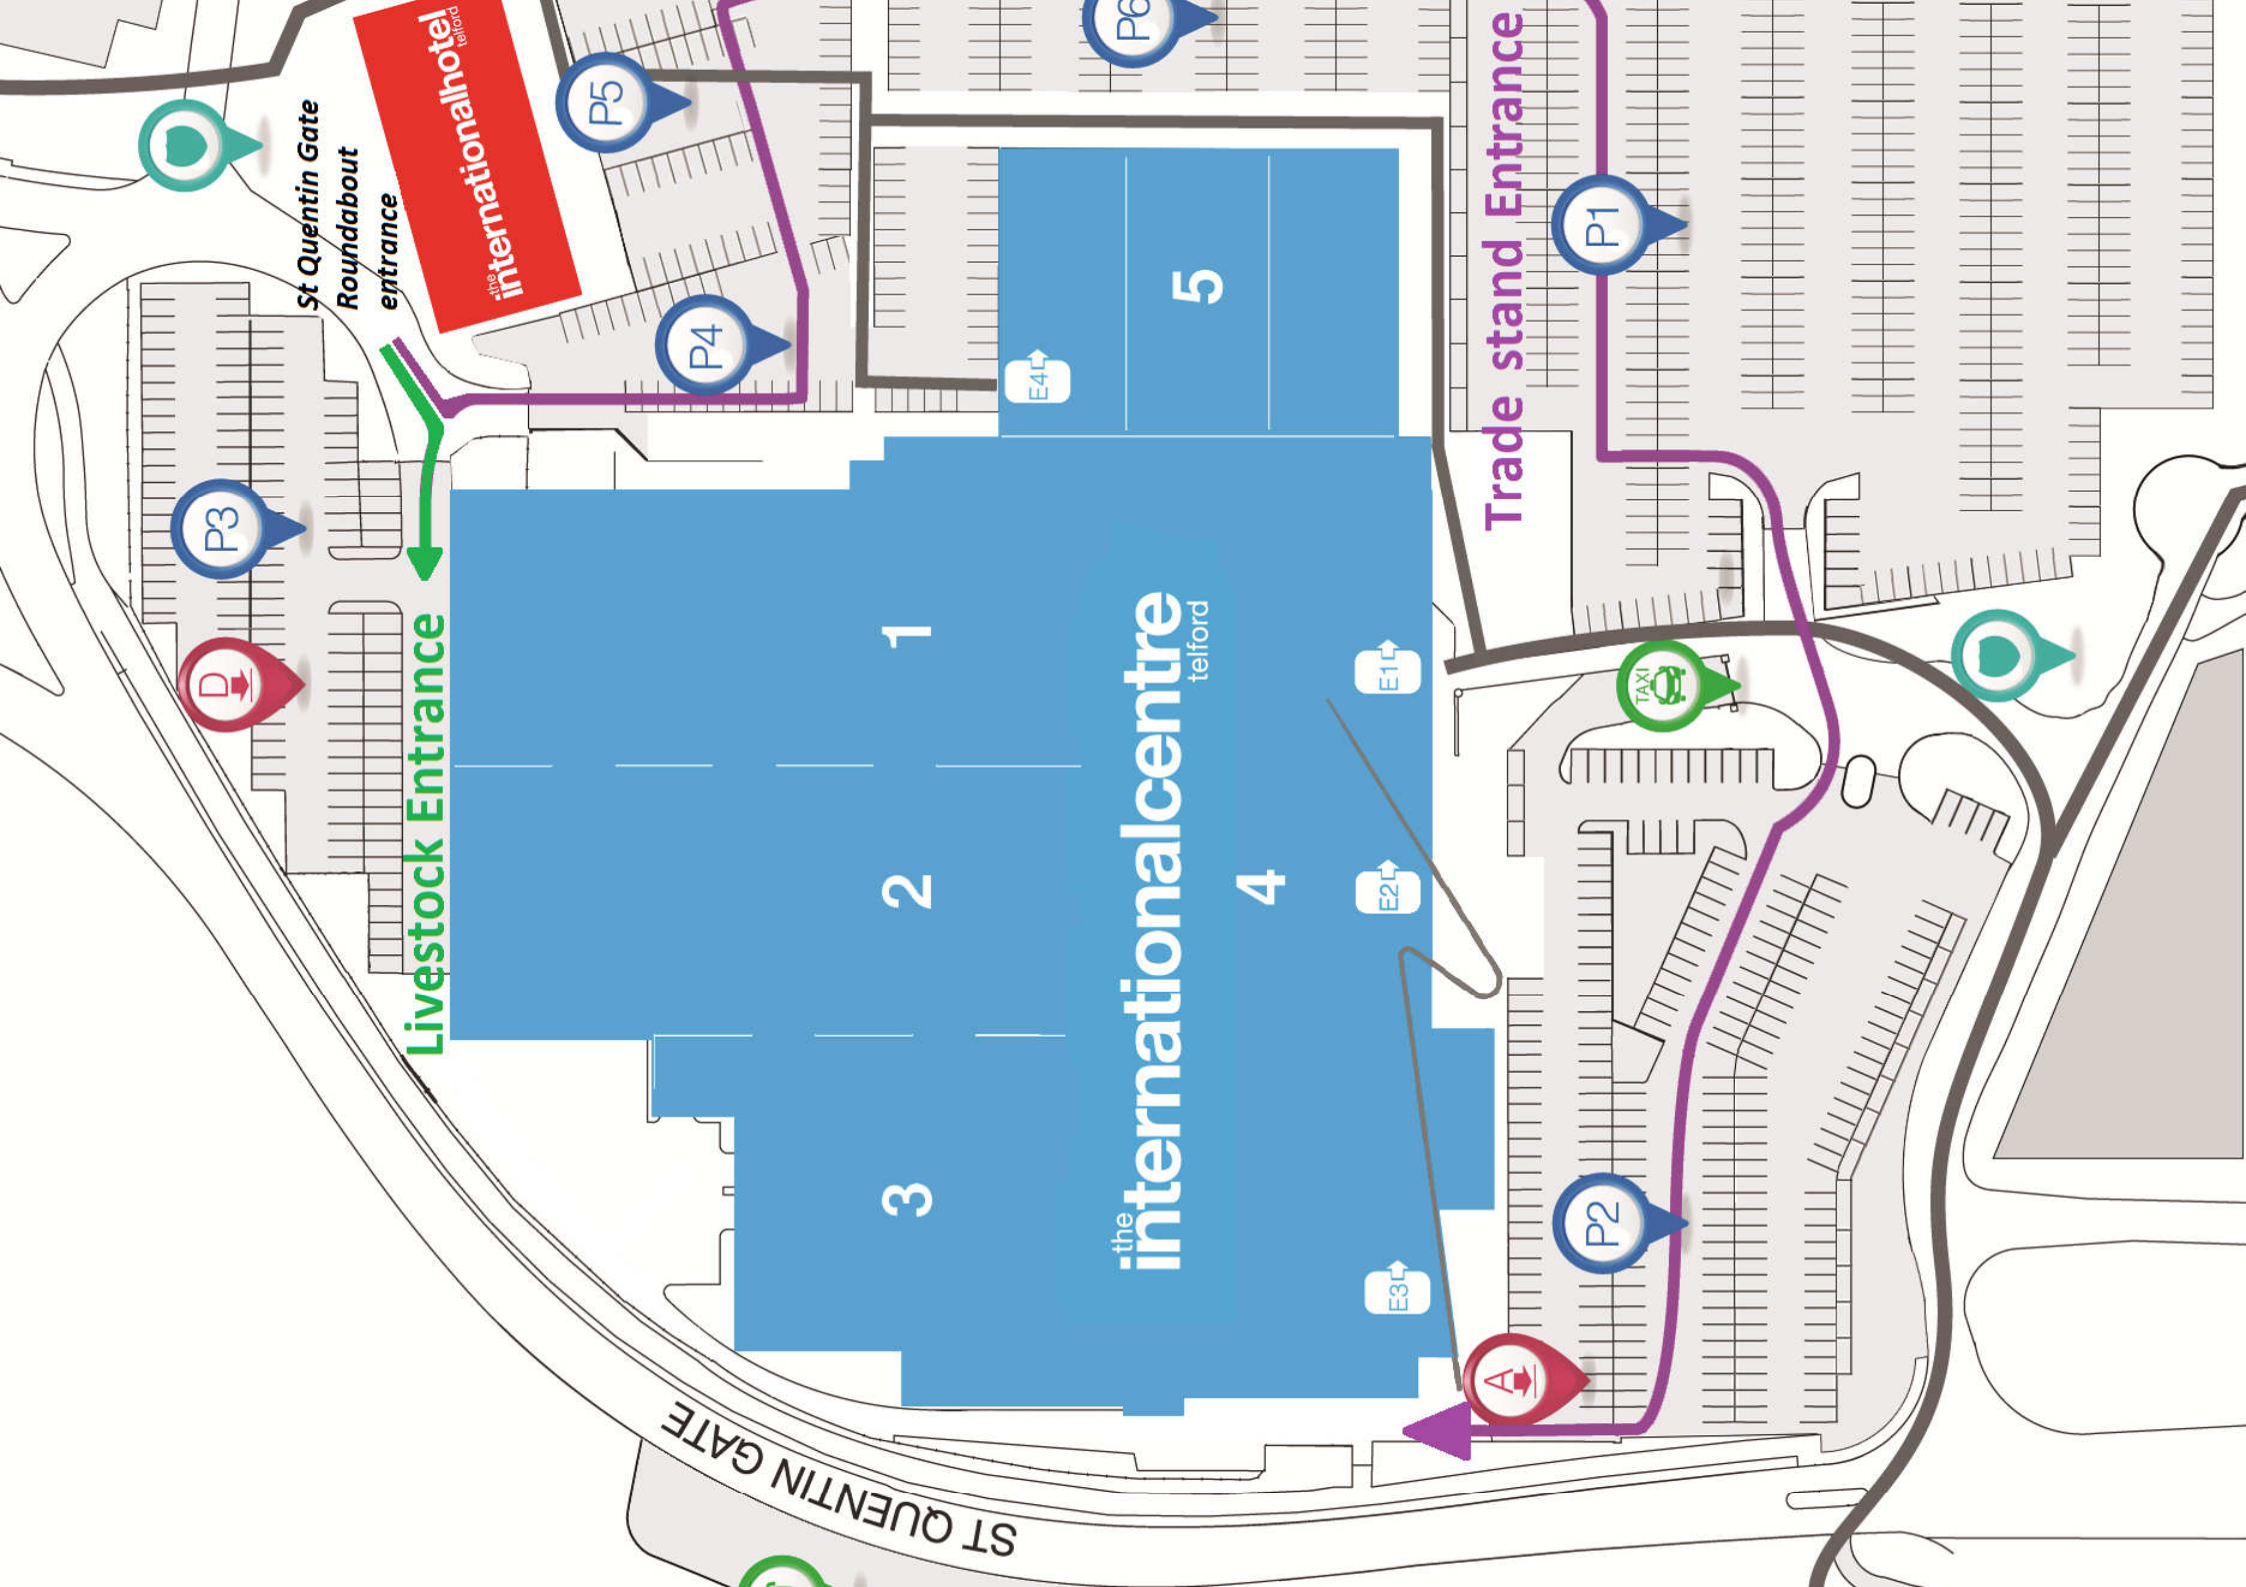 the
internationalhotel
telford
St Quentin Gate
Roundabout
entrance
P5
P6
P4
P3
P1
P2
D
A
TAXI
Livestock Entrance
Trade stand Entrance
1
2
3
4
5
E1
E2
E3
E4
the
internationalcentre
telford
ST QUENTIN GATE